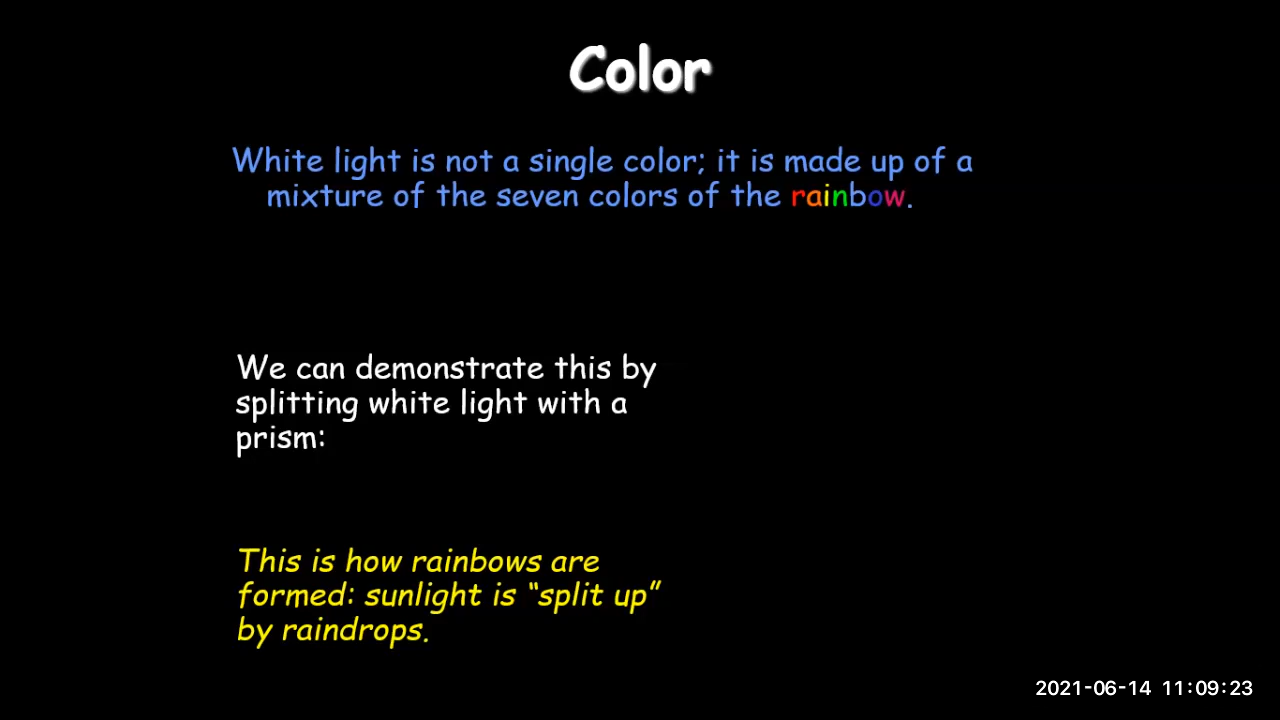 Color
White light is not a single color; it is made up of a
mixture of the seven colors of the rainbow.
We can demonstrate this by
splitting white light with a
prism:
This is how rainbows are
formed: sunlight is “split up”
by raindrops.
2021-06-14 11:09:23